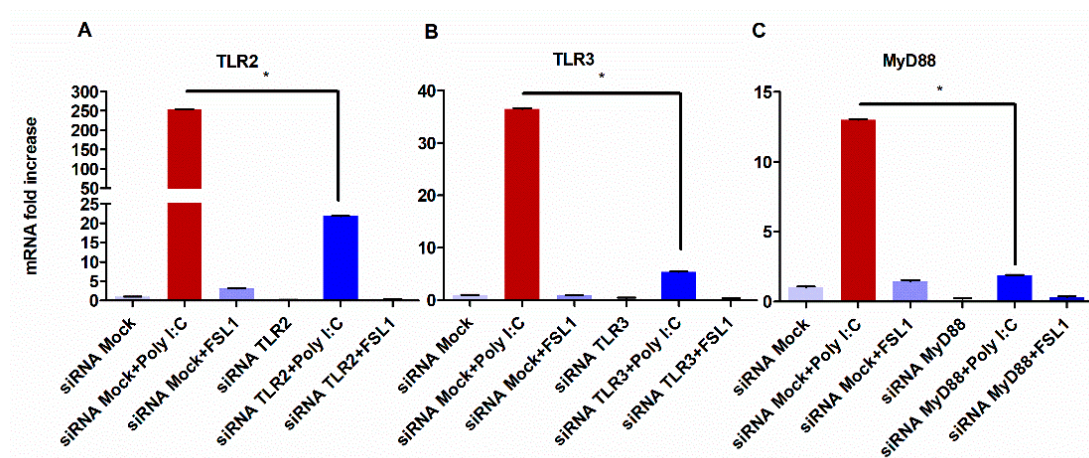 A
TLR2
*
mRNA fold increase
300
250
200
150
100
50
25
20
15
10
5
0
siRNA Mock
siRNA Mock+Poly I:C
siRNA Mock+FSL1
siRNA TLR2
siRNA TLR2+Poly I:C
siRNA TLR2+FSL1
B
TLR3
*
40
30
20
10
0
siRNA Mock
siRNA Mock+Poly I:C
siRNA Mock+FSL1
siRNA TLR3
siRNA TLR3+Poly I:C
siRNA TLR3+FSL1
C
MyD88
*
15
10
5
0
siRNA Mock
siRNA Mock+Poly I:C
siRNA Mock+FSL1
siRNA MyD88
siRNA MyD88+Poly I:C
siRNA MyD88+FSL1